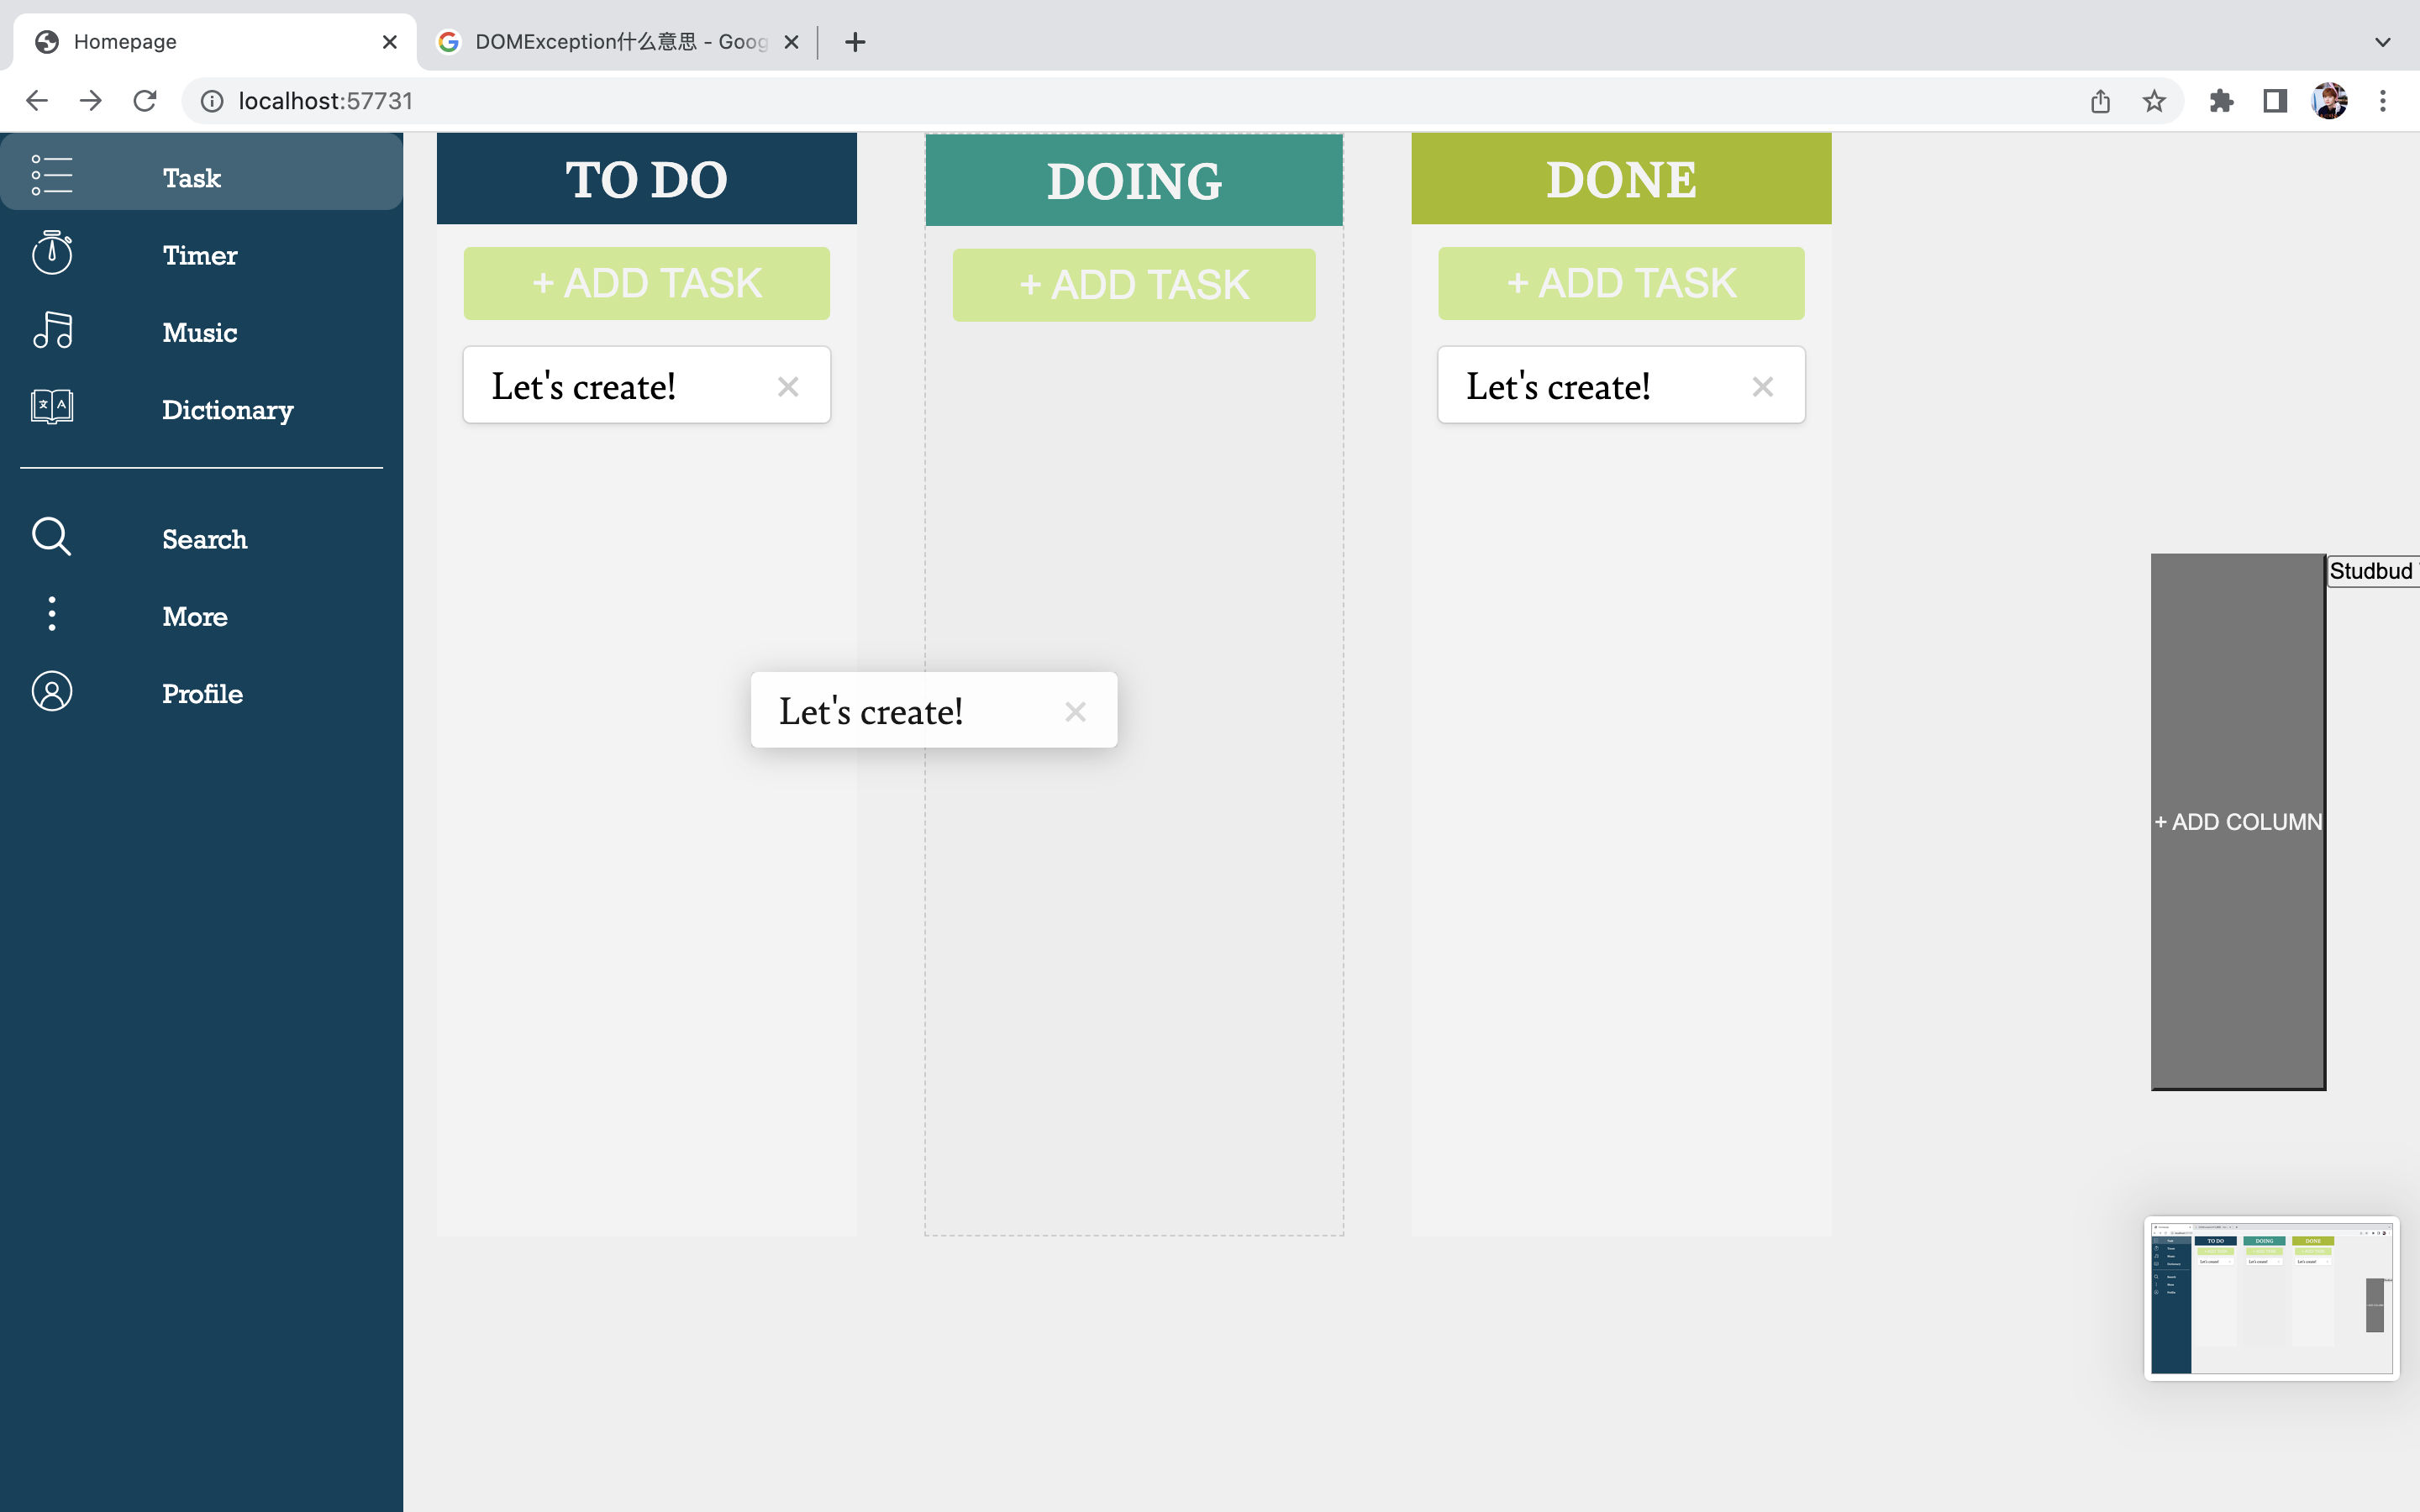 Homepage
DOMException什么意思 - Goog
localhost:57731
Task
Timer
Music
Dictionary
Search
More
Profile
TO DO
+ ADD TASK
Let's create!
DOING
+ ADD TASK
Let's create!
DONE
+ ADD TASK
Let's create!
+ ADD COLUMN
Studbud